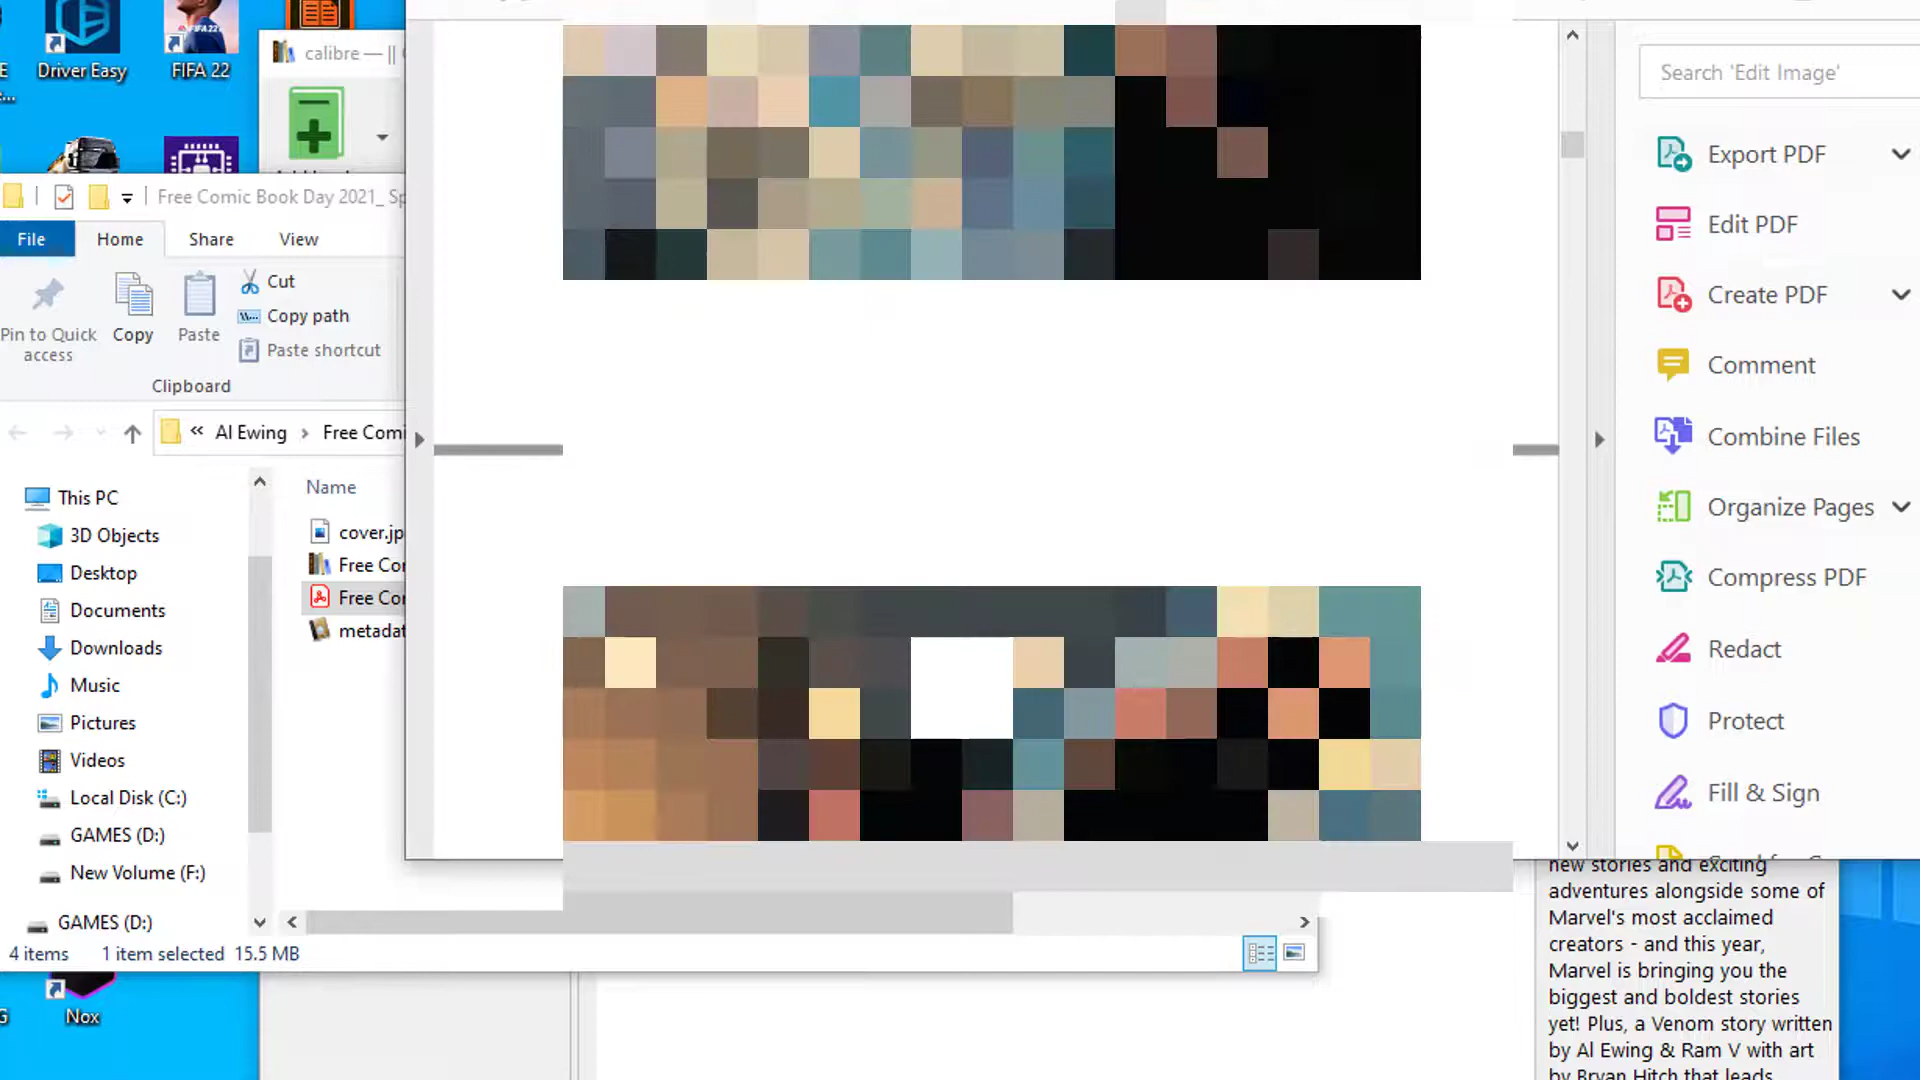 Driver Easy
FIFA 22
calibre — ||
Free Comic Book Day 2021_ Sp
File
Home
Share
View
Pin to Quick
access
Copy
Paste
Cut
Copy path
Paste shortcut
Clipboard
« Al Ewing › Free Comi
Name
This PC
3D Objects
Desktop
Documents
Downloads
Music
Pictures
Videos
Local Disk (C:)
GAMES (D:)
New Volume (F:)
GAMES (D:)
cover.jp
Free Co
Free Co
metadat
4 items
1 item selected 15.5 MB
Nox
Search 'Edit Image'
Export PDF
Edit PDF
Create PDF
Comment
Combine Files
Organize Pages
Compress PDF
Redact
Protect
Fill & Sign
new stories and exciting
adventures alongside some of
Marvel's most acclaimed
creators - and this year,
Marvel is bringing you the
biggest and boldest stories
yet! Plus, a Venom story written
by Al Ewing & Ram V with art
by Bryan Hitch that leads